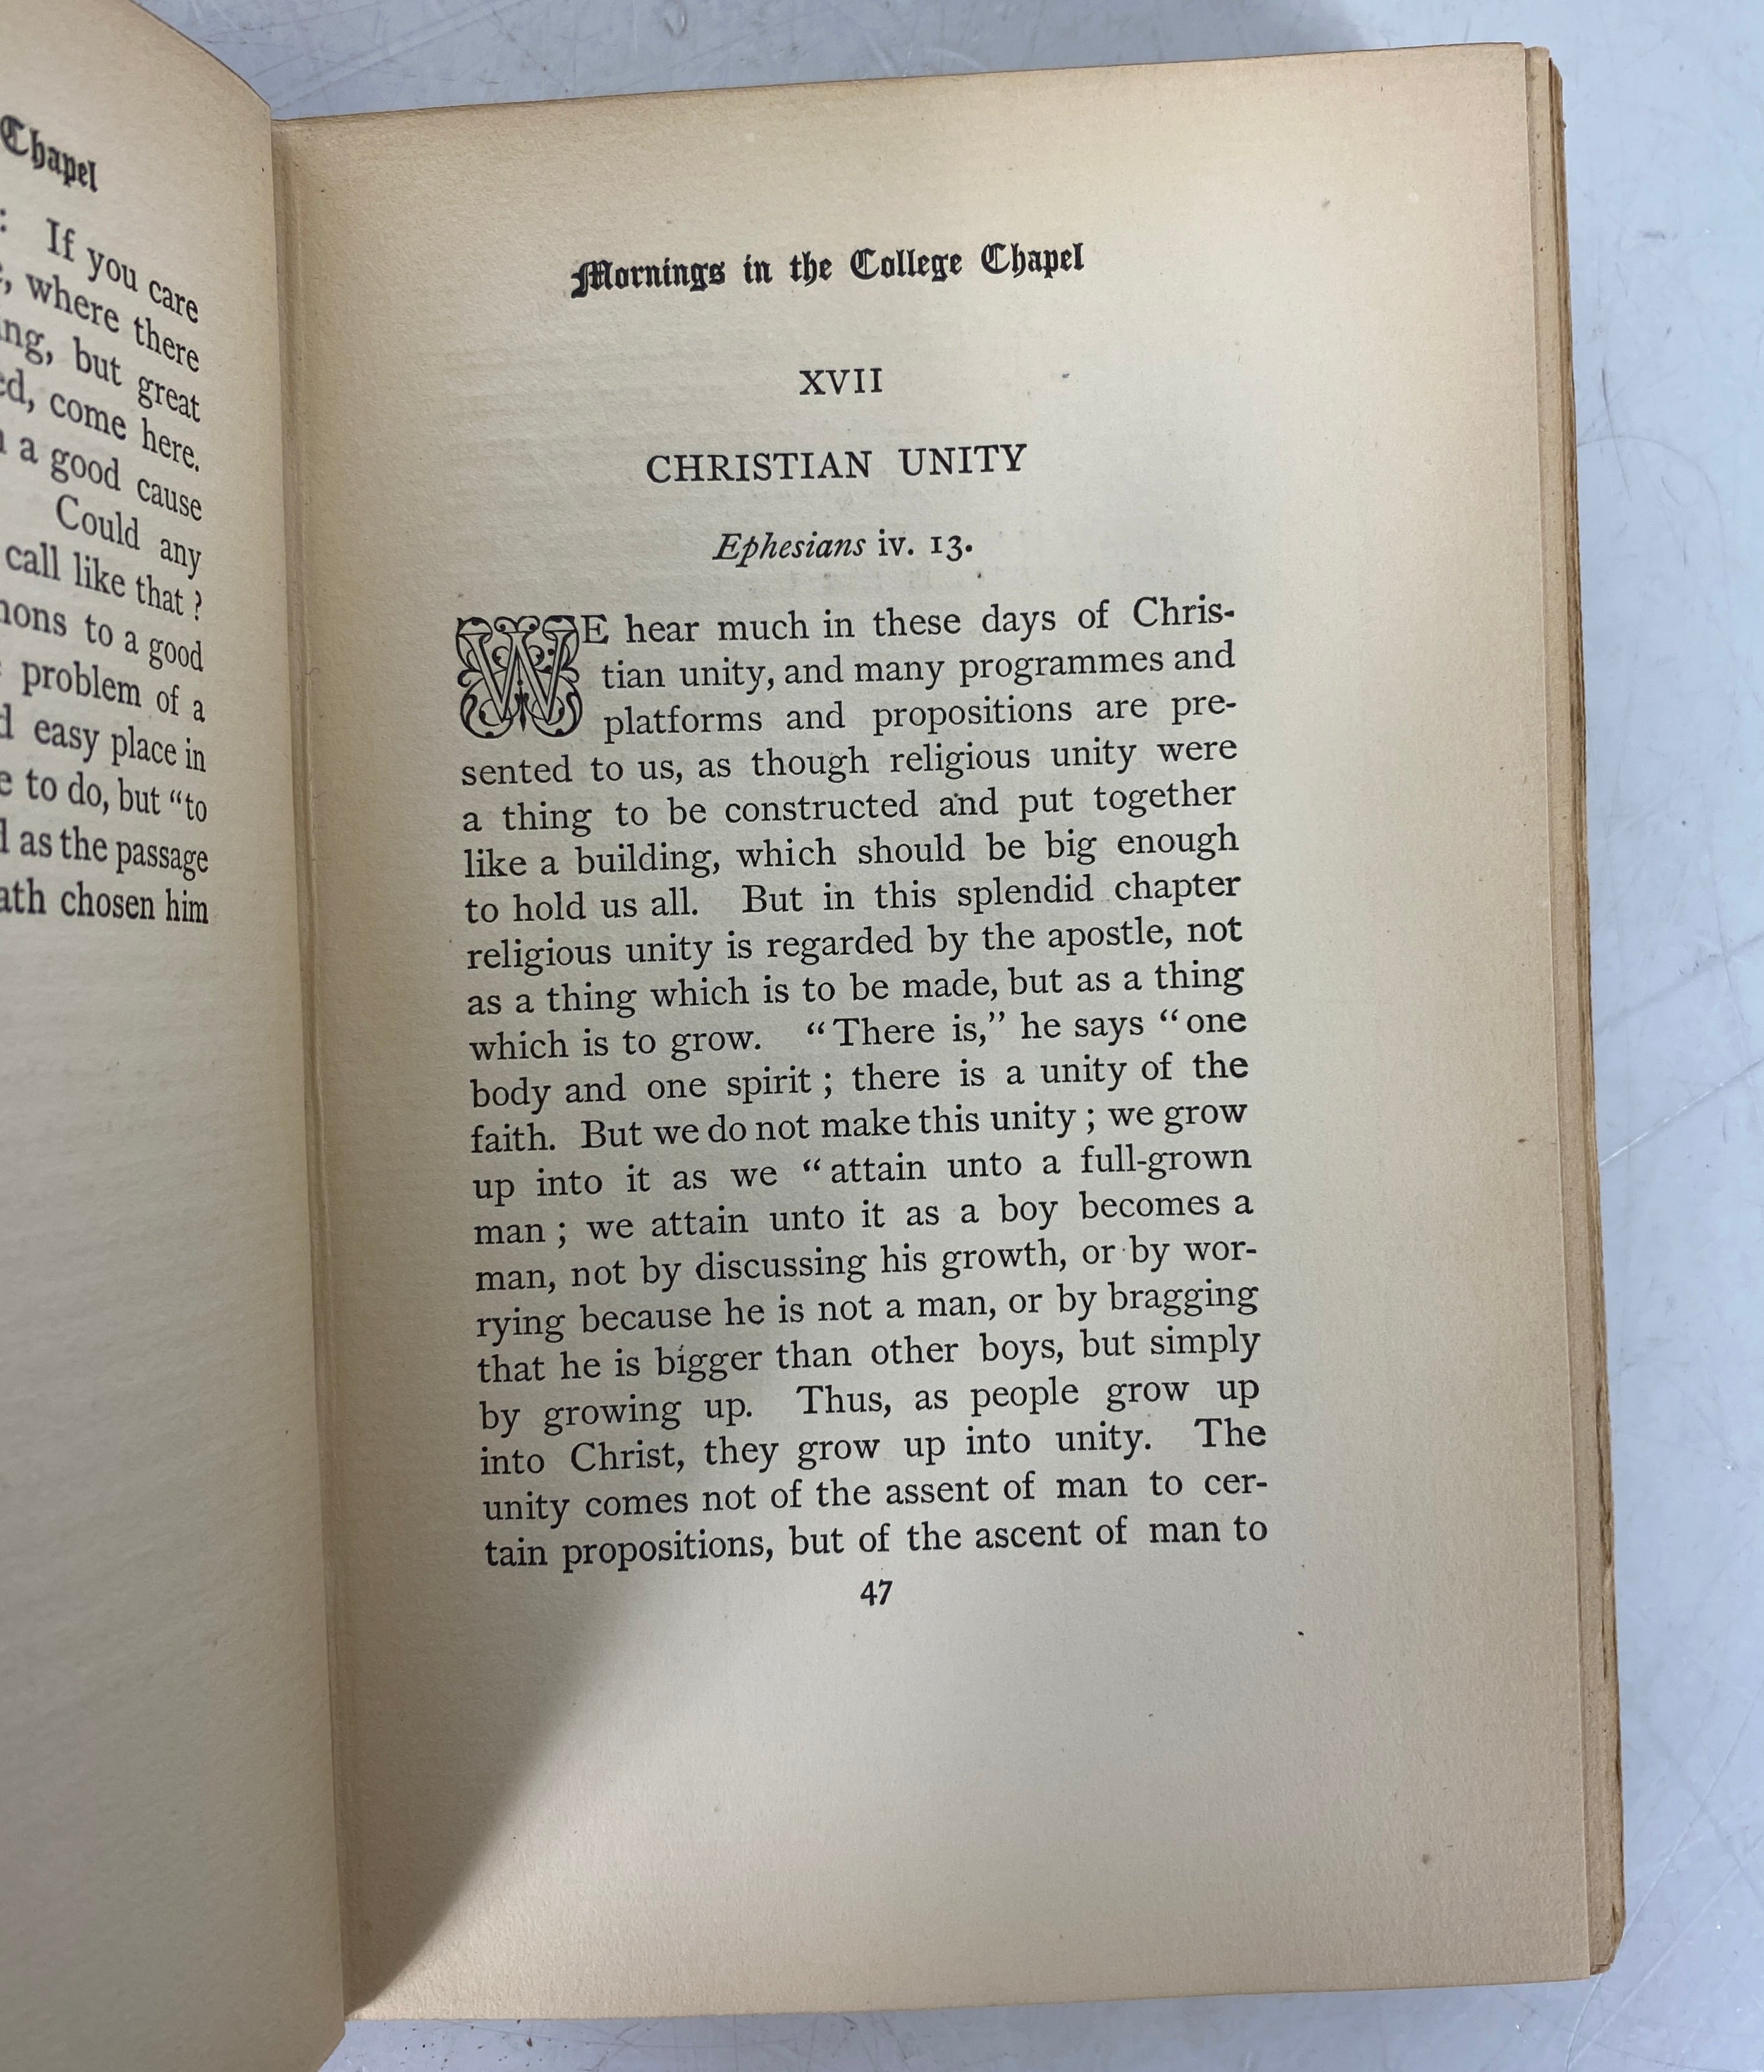 Chapel
: If you care
, where there
ing, but great
ed, come here.
a good cause
Could any
call like that ?
mons to a good
problem of a
easy place in
to do, but “to
as the passage
ath chosen him
Mornings in the College Chapel
XVII
CHRISTIAN UNITY
Ephesians iv. 13.
WE hear much in these days of Chris-
tian unity, and many programmes and
platforms and propositions are pre-
sented to us, as though religious unity were
a thing to be constructed and put together
like a building, which should be big enough
to hold us all. But in this splendid chapter
religious unity is regarded by the apostle, not
as a thing which is to be made, but as a thing
which is to grow. “There is,” he says “one
body and one spirit ; there is a unity of the
faith. But we do not make this unity ; we grow
up into it as we “attain unto a full-grown
man ; we attain unto it as a boy becomes a
man, not by discussing his growth, or by wor-
rying because he is not a man, or by bragging
that he is bigger than other boys, but simply
by growing up. Thus, as people grow up
into Christ, they grow up into unity. The
unity comes not of the assent of man to cer-
tain propositions, but of the ascent of man to
47